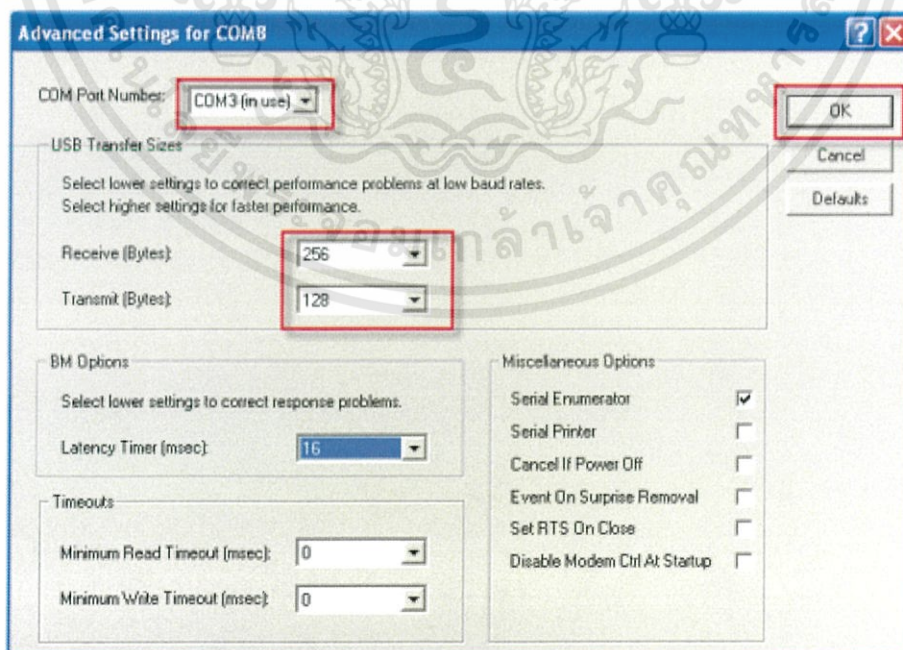 Advanced Settings for COM8
COM Port Number:
COM3 (in use)
OK
Cancel
Defaults
USB Transfer Sizes
Select lower settings to correct performance problems at low baud rates.
Select higher settings for faster performance.
Receive (Bytes):
256
Transmit (Bytes):
128
BM Options
Select lower settings to correct response problems.
Latency Timer (msec):
16
Timeouts
Minimum Read Timeout (msec):
0
Minimum Write Timeout (msec):
0
Miscellaneous Options
Serial Enumerator
Serial Printer
Cancel If Power Off
Event On Surprise Removal
Set RTS On Close
Disable Modem Ctrl At Startup